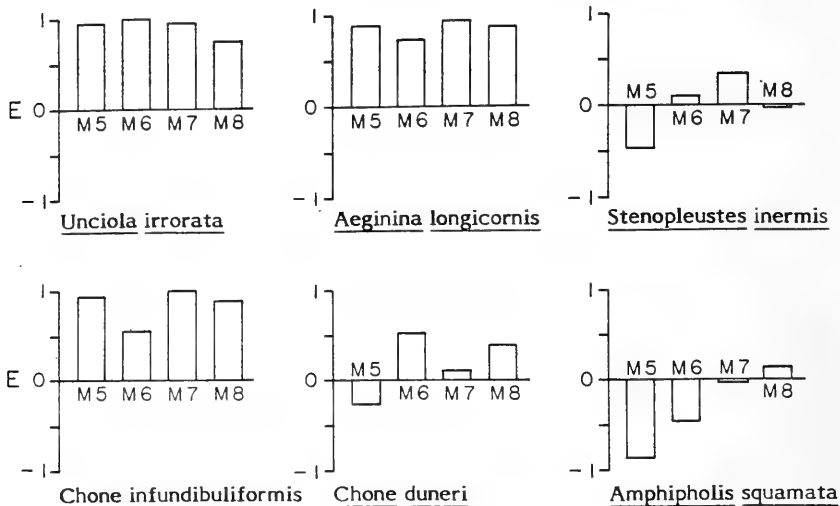 1
1
1
E 0
M5 M6 M7 M8
0
M5 M6 M7 M8
0
M5 M8
M6 M7
-1
-1
-1
Unciola irrorata
Aeginina longicornis
Stenopleustes inermis
1
1
1
E 0
M5 M6 M7 M8
0
M5
M6 M7 M8
0
M5 M6 M7
M8
-1
-1
-1
Chone infundibuliformis
Chone duneri
Amphipholis squamata